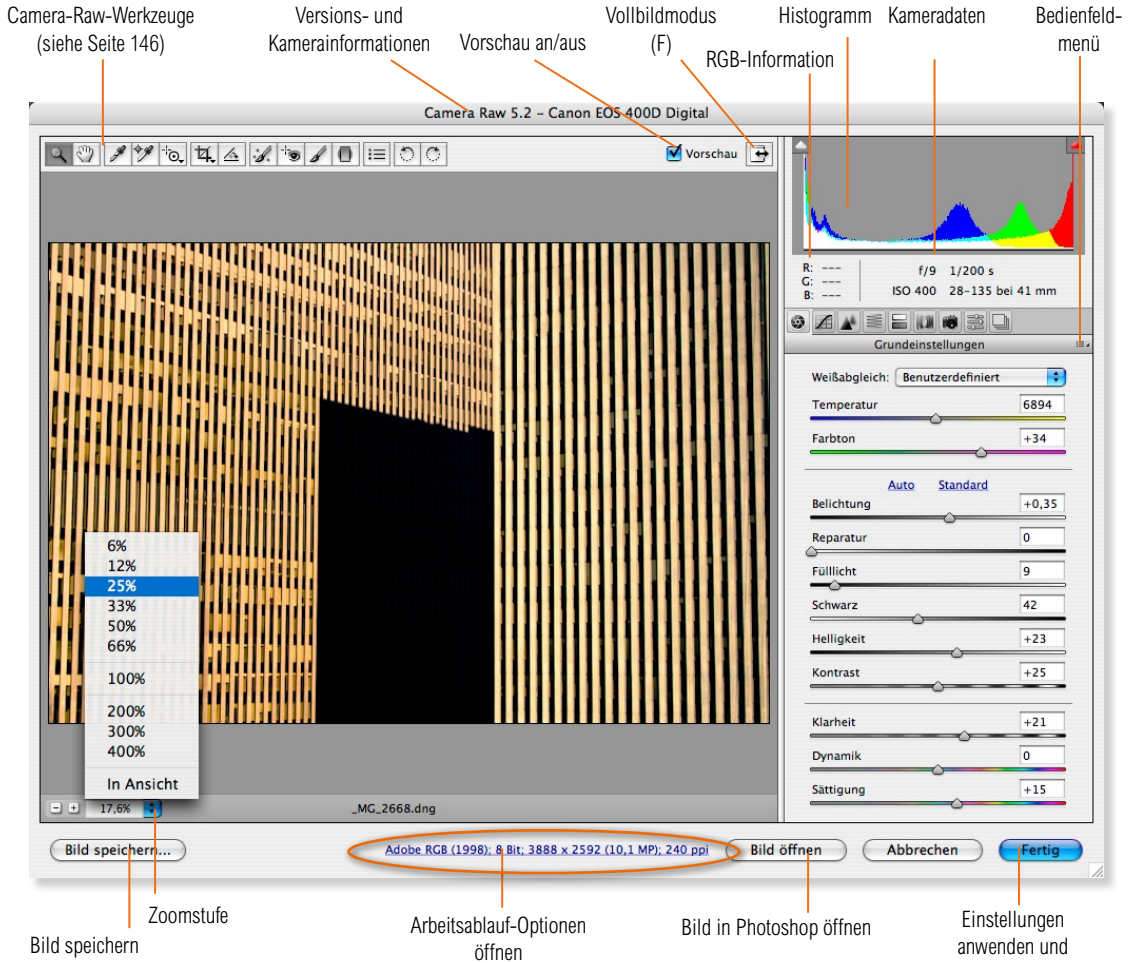 Camera-Raw-Werkzeuge
(siehe Seite 146)
Versions- und
Kamerainformationen
Vorschau an/aus
Vollbildmodus
(F)
RGB-Information
Histogramm
Kameradaten
Bedienfeld-
menü
Camera Raw 5.2 – Canon EOS 400D Digital
Vorschau
R: ---
G: ---
B: ---
f/9 1/200 s
ISO 400 28–135 bei 41 mm
Grundeinstellungen
Weißabgleich: Benutzerdefiniert
Temperatur 6894
Farbton +34
Auto Standard
Belichtung +0,35
Reparatur 0
Fülllicht 9
Schwarz 42
Helligkeit +23
Kontrast +25
Klarheit +21
Dynamik 0
Sättigung +15
6%
12%
25%
33%
50%
66%
100%
200%
300%
400%
In Ansicht
17,6%
_MG_2668.dng
Bild speichern...
Adobe RGB (1998); 8 Bit; 3888 x 2592 (10,1 MP); 240 ppi
Bild öffnen
Abbrechen
Fertig
Bild speichern
Zoomstufe
Arbeitsablauf-Optionen
öffnen
Bild in Photoshop öffnen
Einstellungen
anwenden und